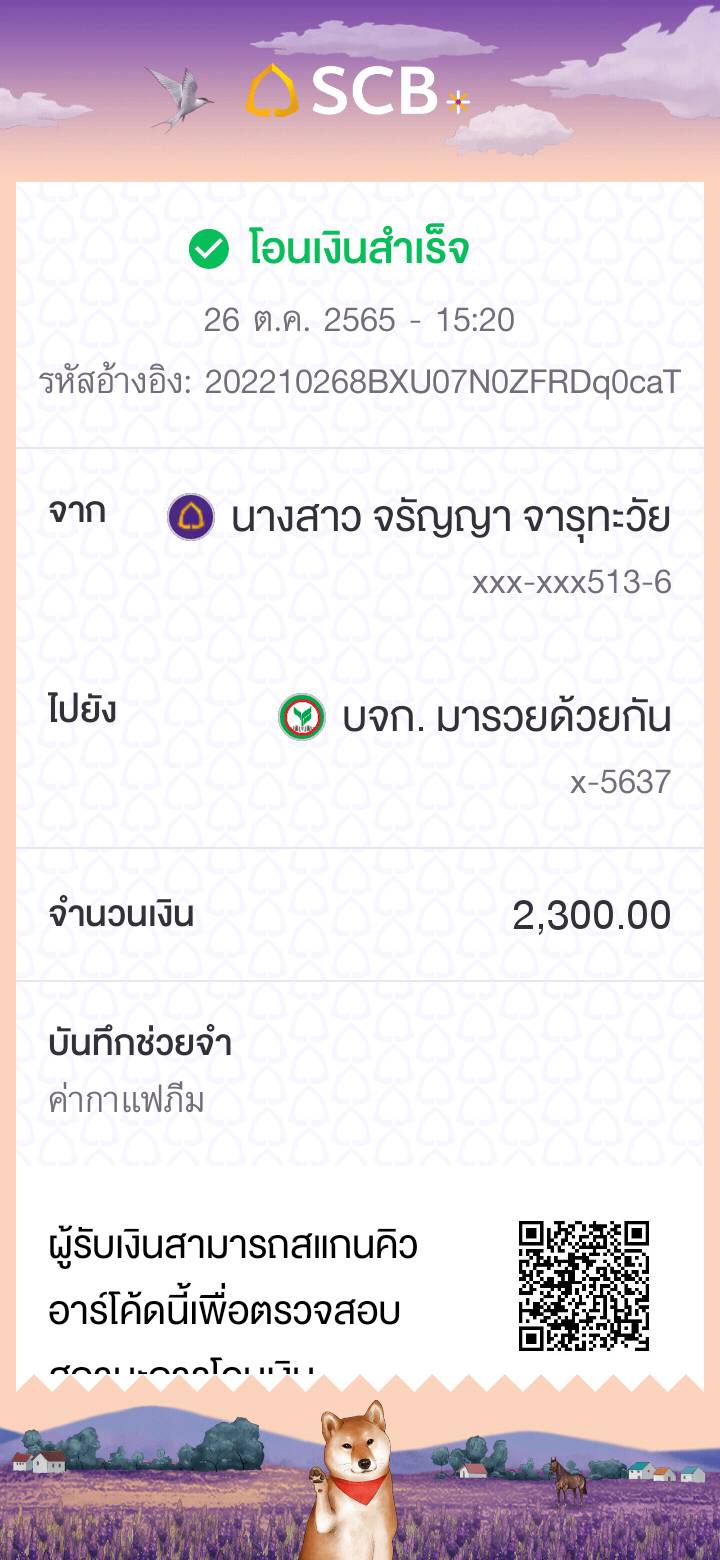 SCB
โอนเงินสำเร็จ
26 ต.ค. 2565 - 15:20
รหัสอ้างอิง: 202210268BXU07N0ZFRDq0caT
จาก นางสาว จรัญญา จารุทะวัย
xxx-xxx513-6
ไปยัง บจก. มารวยด้วยกัน
x-5637
จำนวนเงิน 2,300.00
บันทึกช่วยจำ
ค่ากาแฟภีม
ผู้รับเงินสามารถสแกนคิว
อาร์โค้ดนี้เพื่อตรวจสอบ